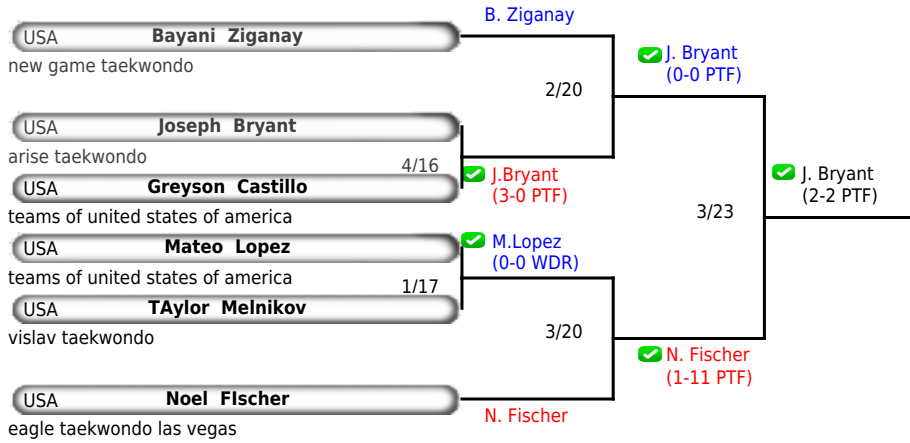 B. Ziganay
USA Bayani Ziganay
new game taekwondo
J. Bryant
(0-0 PTF)
2/20
USA Joseph Bryant
arise taekwondo
4/16
J.Bryant
(3-0 PTF)
USA Greyson Castillo
teams of united states of america
J. Bryant
(2-2 PTF)
3/23
USA Mateo Lopez
teams of united states of america
M.Lopez
(0-0 WDR)
1/17
USA TAylor Melnikov
vislav taekwondo
3/20
N. Fischer
(1-11 PTF)
USA Noel FIscher
eagle taekwondo las vegas
N. Fischer